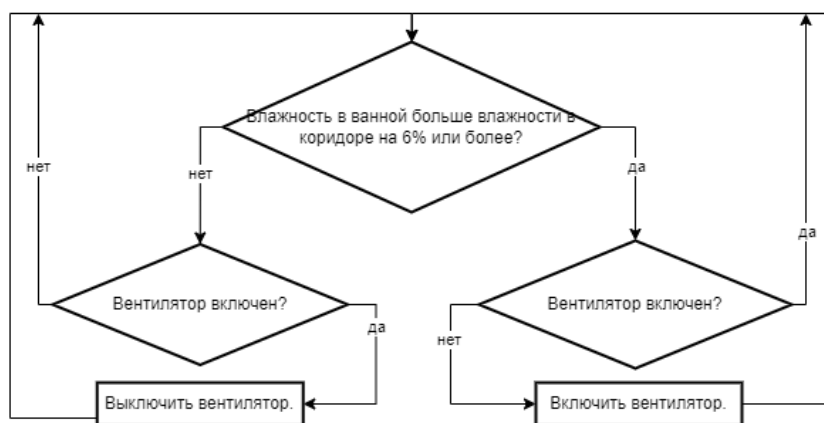 Влажность в ванной больше влажности в
коридоре на 6% или более?
нет
нет
да
да
Вентилятор включен?
Вентилятор включен?
да
нет
Выключить вентилятор.
Включить вентилятор.